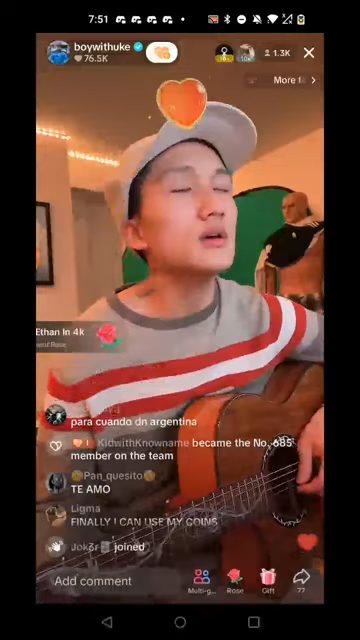 7:51
boywithuke
76.5K
1.3K
More
Ethan In 4k
para cuando dn argentina
KidwithKnowname became the No. 685
member on the team
Pan_quesito
TE AMO
Ligma
FINALLY I CAN USE MY COINS
joined
Add comment
Multi-g...
Rose
Gift
77